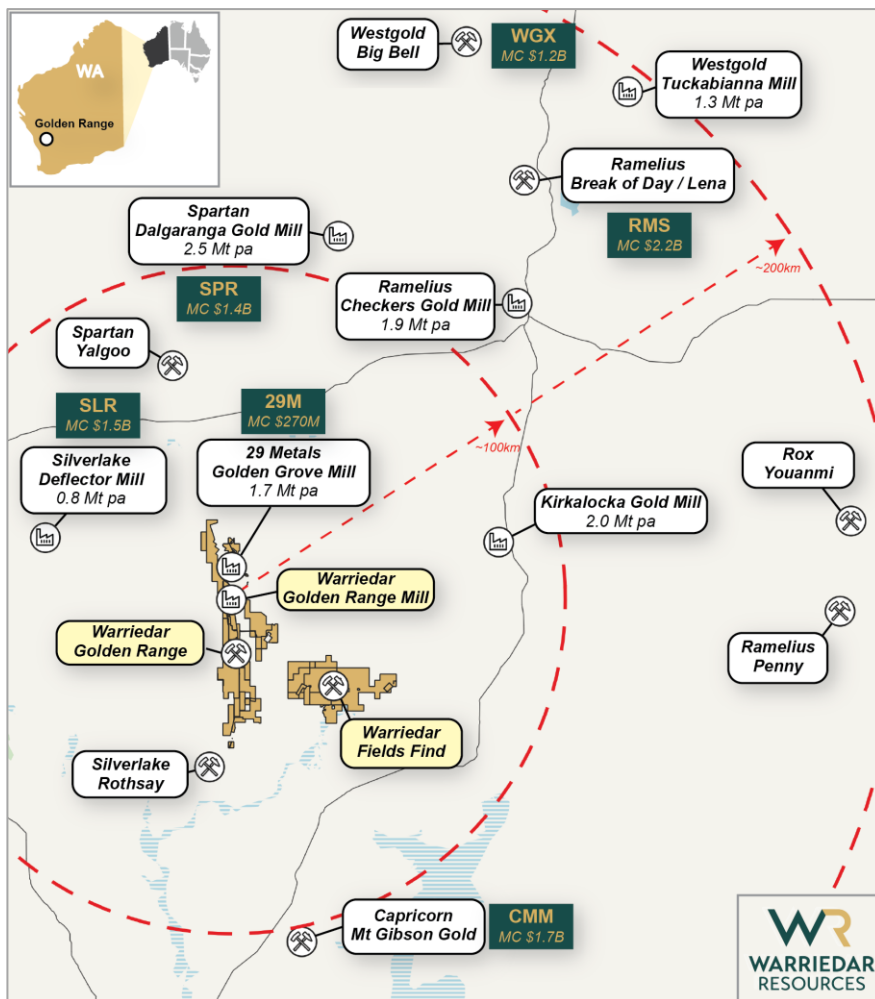 WA
Golden Range
Westgold
Big Bell
WGX
MC $1.2B
Westgold
Tuckabianna Mill
1.3 Mt pa
Ramelius
Break of Day / Lena
RMS
MC $2.2B
Spartan
Dalgaranga Gold Mill
2.5 Mt pa
SPR
MC $1.4B
Ramelius
Checkers Gold Mill
1.9 Mt pa
~200km
Spartan
Yalgoo
SLR
MC $1.5B
29M
MC $270M
~100km
Silverlake
Deflector Mill
0.8 Mt pa
29 Metals
Golden Grove Mill
1.7 Mt pa
Rox
Youanmi
Kirkalocka Gold Mill
2.0 Mt pa
Warriedar
Golden Range Mill
Warriedar
Golden Range
Ramelius
Penny
Warriedar
Fields Find
Silverlake
Rothsay
Capricorn
Mt Gibson Gold
CMM
MC $1.7B
WR
WARRIEDAR
RESOURCES